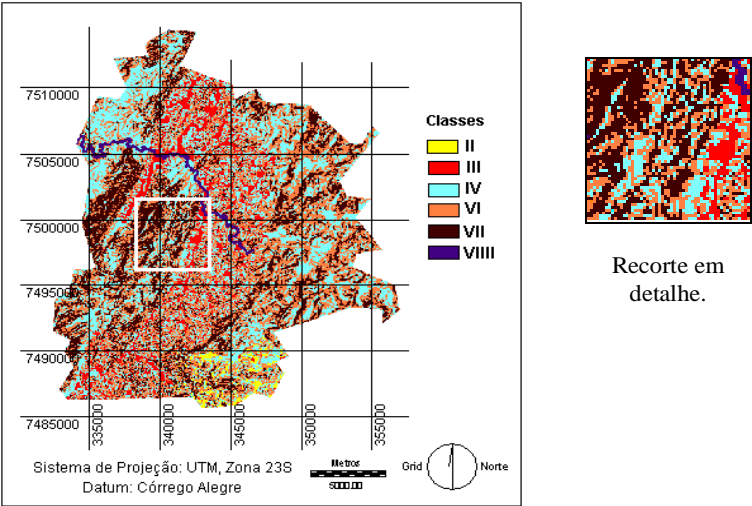 7510000
7505000
7500000
7495000
7490000
7485000
335000
340000
345000
350000
355000
Classes
II
III
IV
VI
VII
VIIII
Sistema de Projeção: UTM, Zona 23S
Datum: Córrego Alegre
Metros
5000.00
Grid
Norte
Recorte em
detalhe.